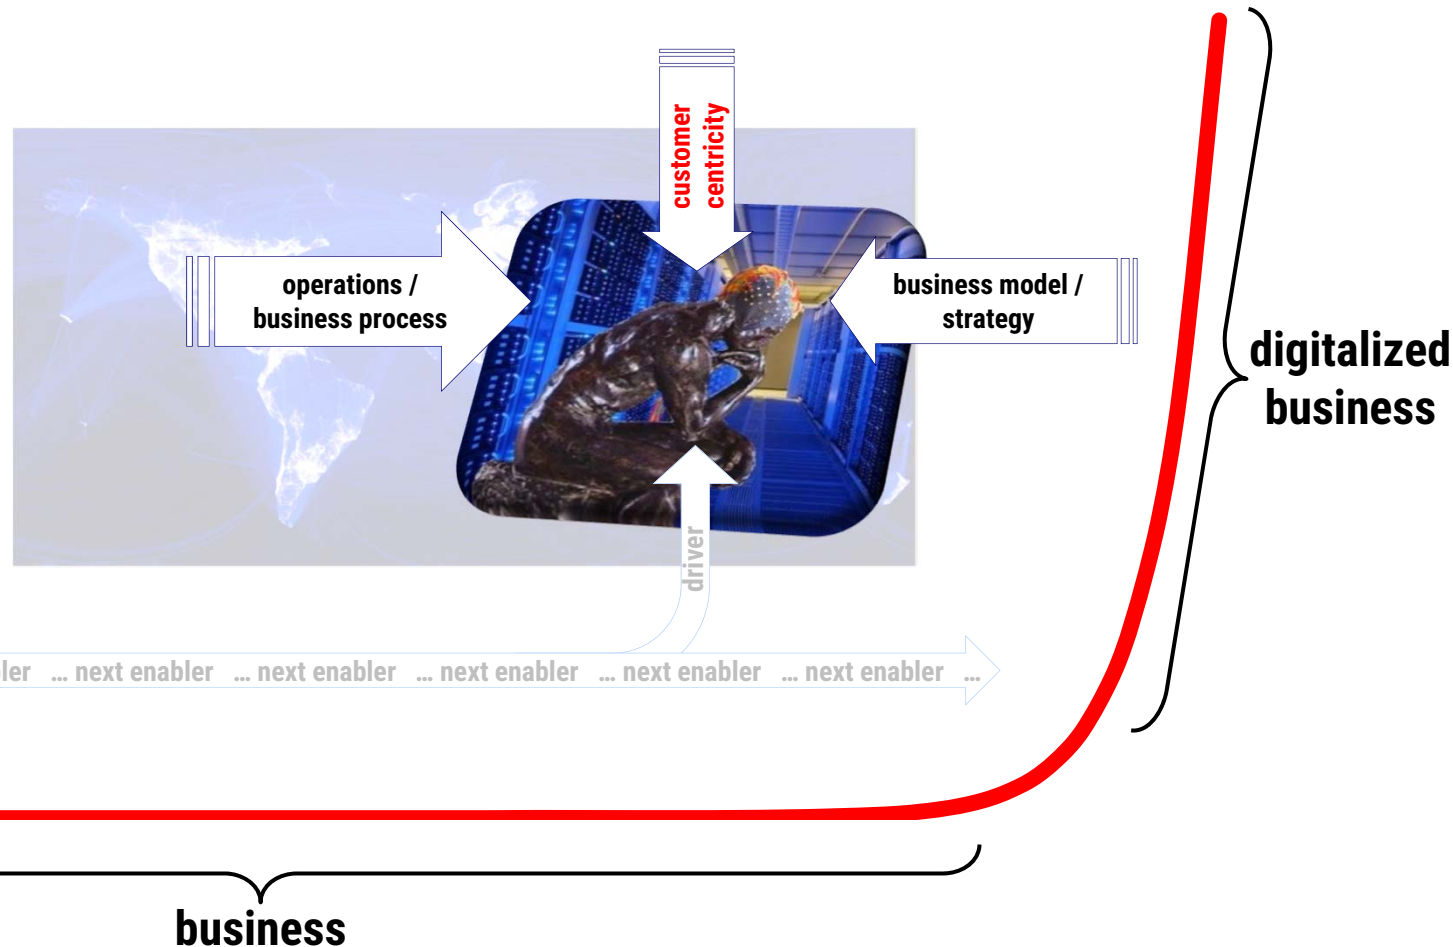 customer
centricity
operations /
business process
business model /
strategy
digitalized
business
driver
... next enabler ... next enabler ... next enabler ... next enabler ... next enabler ...
business